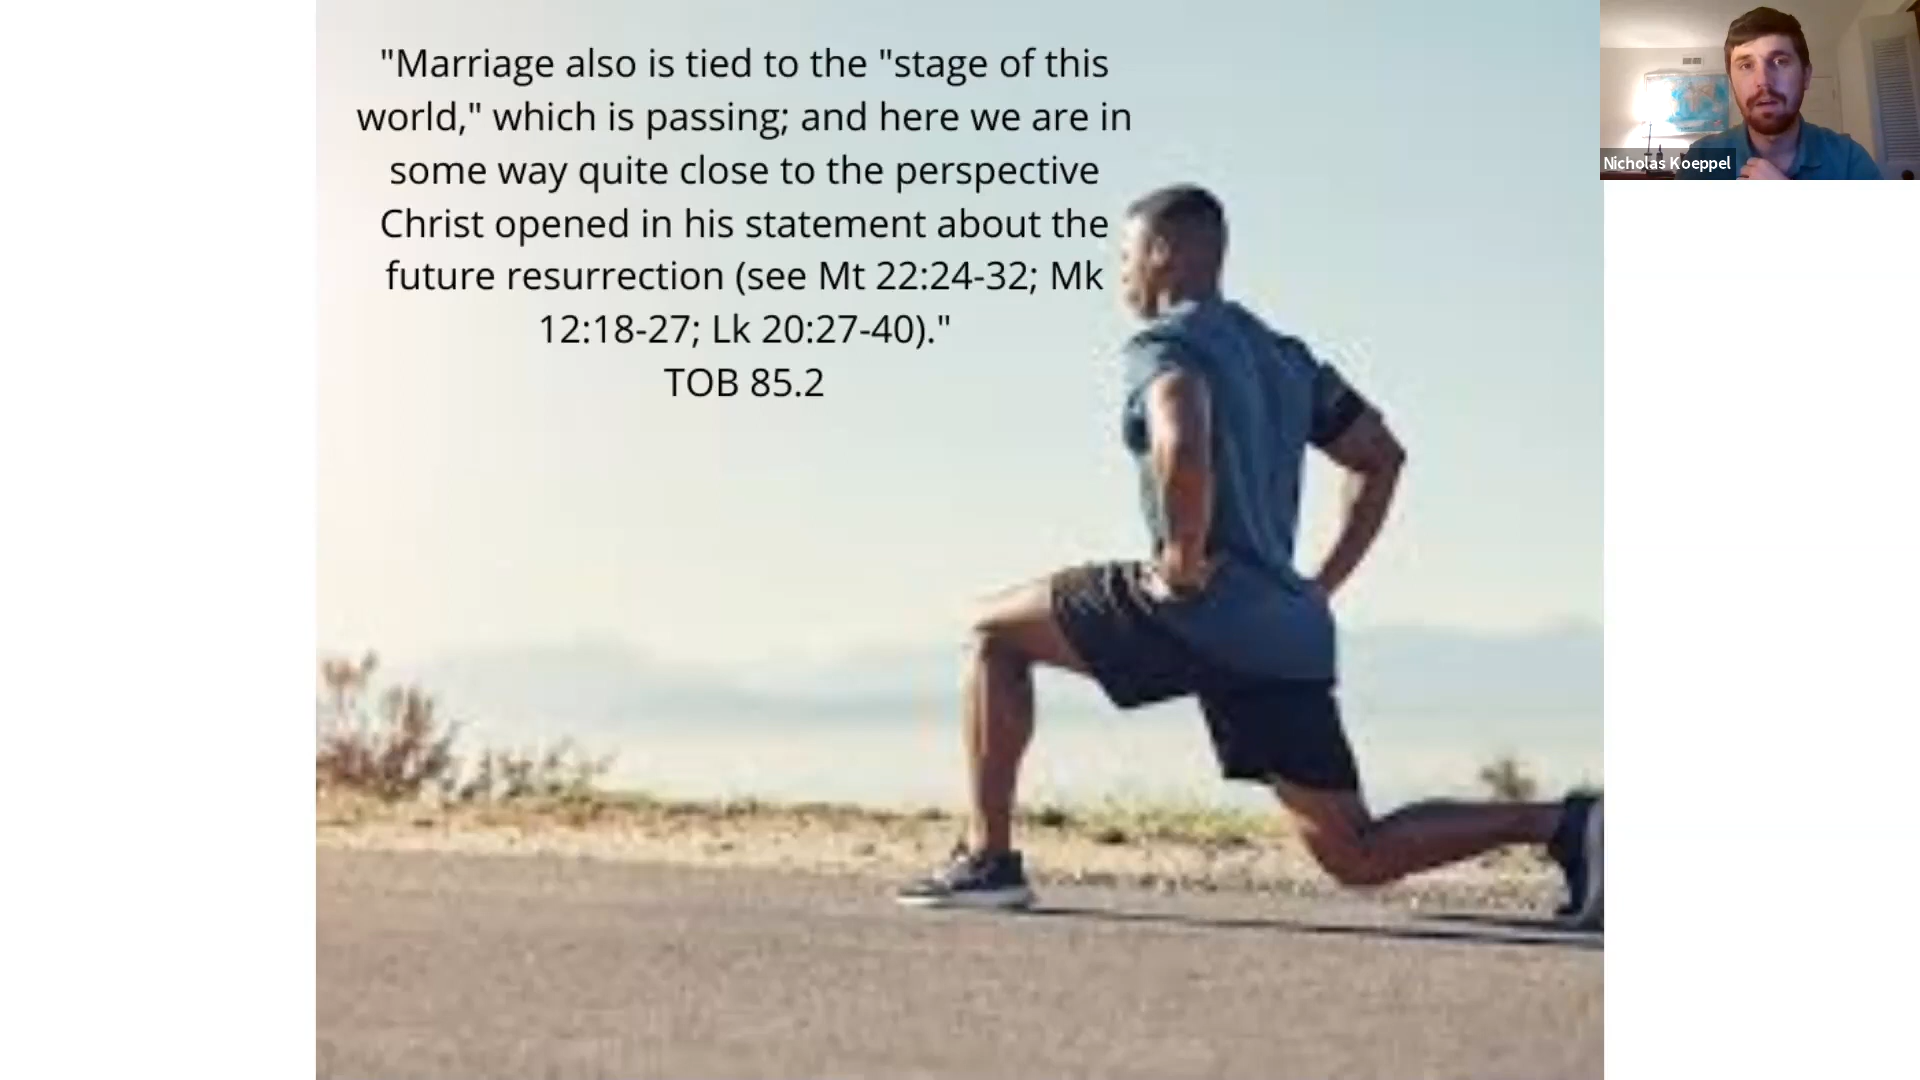 "Marriage also is tied to the "stage of this
world," which is passing; and here we are in
some way quite close to the perspective
Christ opened in his statement about the
future resurrection (see Mt 22:24-32; Mk
12:18-27; Lk 20:27-40)."
TOB 85.2
Nicholas Koeppel